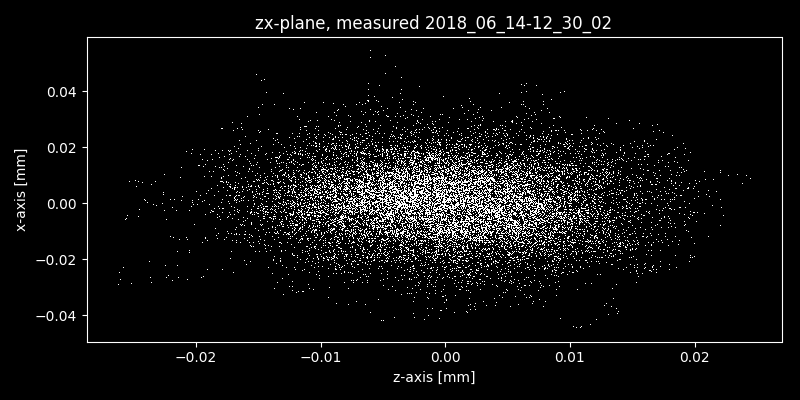 zx-plane, measured 2018_06_14-12_30_02
0.04
0.02
0.00
−0.02
−0.04
x-axis [mm]
−0.02 −0.01 0.00 0.01 0.02
z-axis [mm]